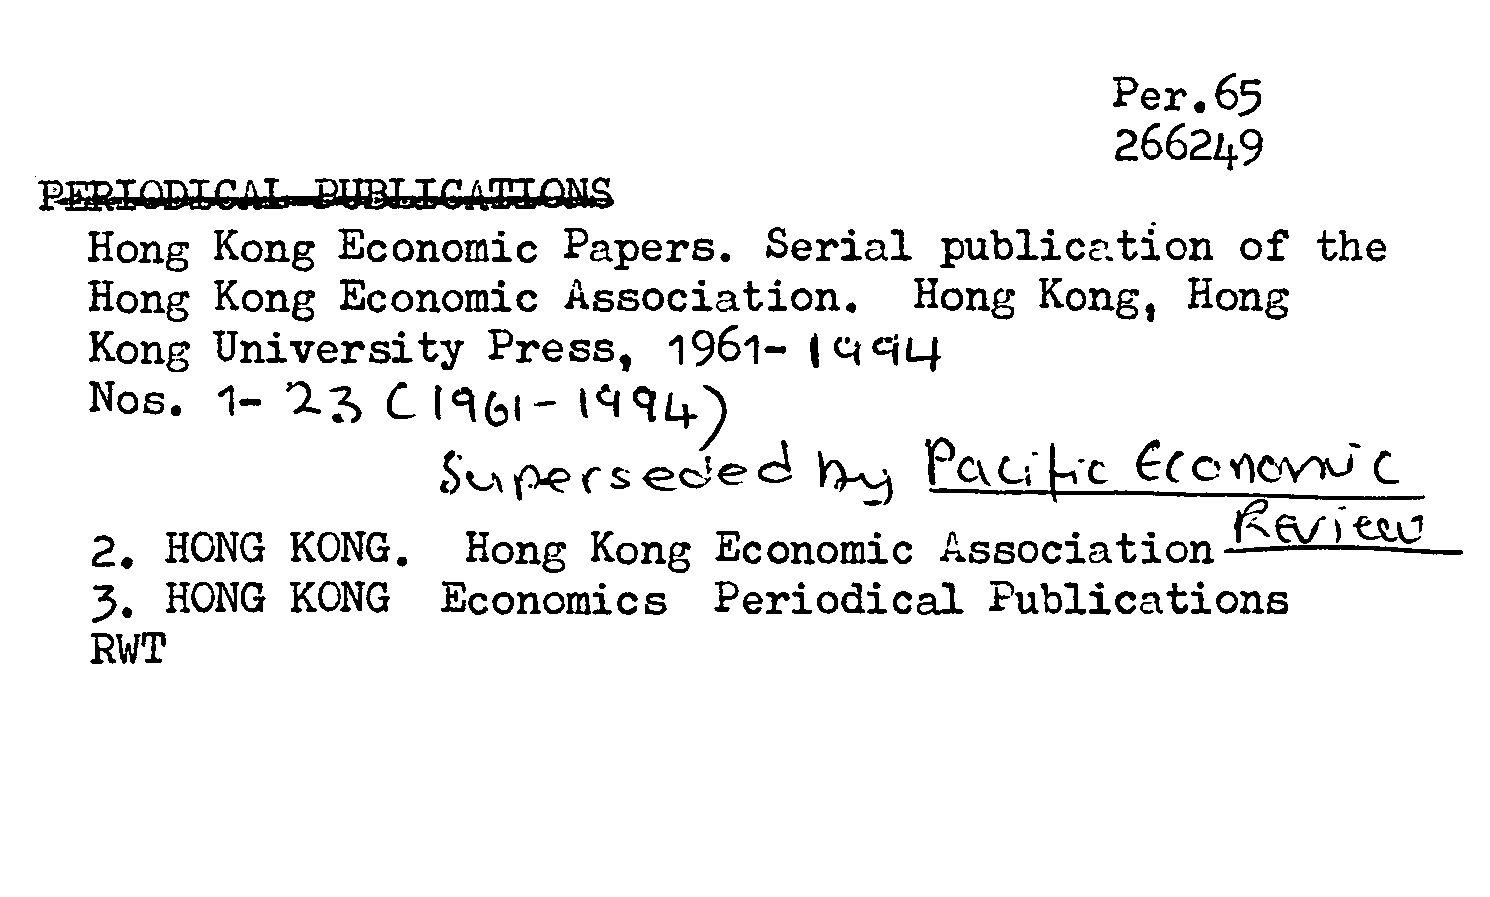 Per.65
266249
PERIODICAL PUBLICATIONS
Hong Kong Economic Papers. Serial publication of the
Hong Kong Economic Association. Hong Kong, Hong
Kong University Press, 1961- 1994
Nos. 1- 23 (1961-1994)
Superseded by Pacific Economic
Review
2. HONG KONG. Hong Kong Economic Association
3. HONG KONG Economics Periodical Publications
RWT